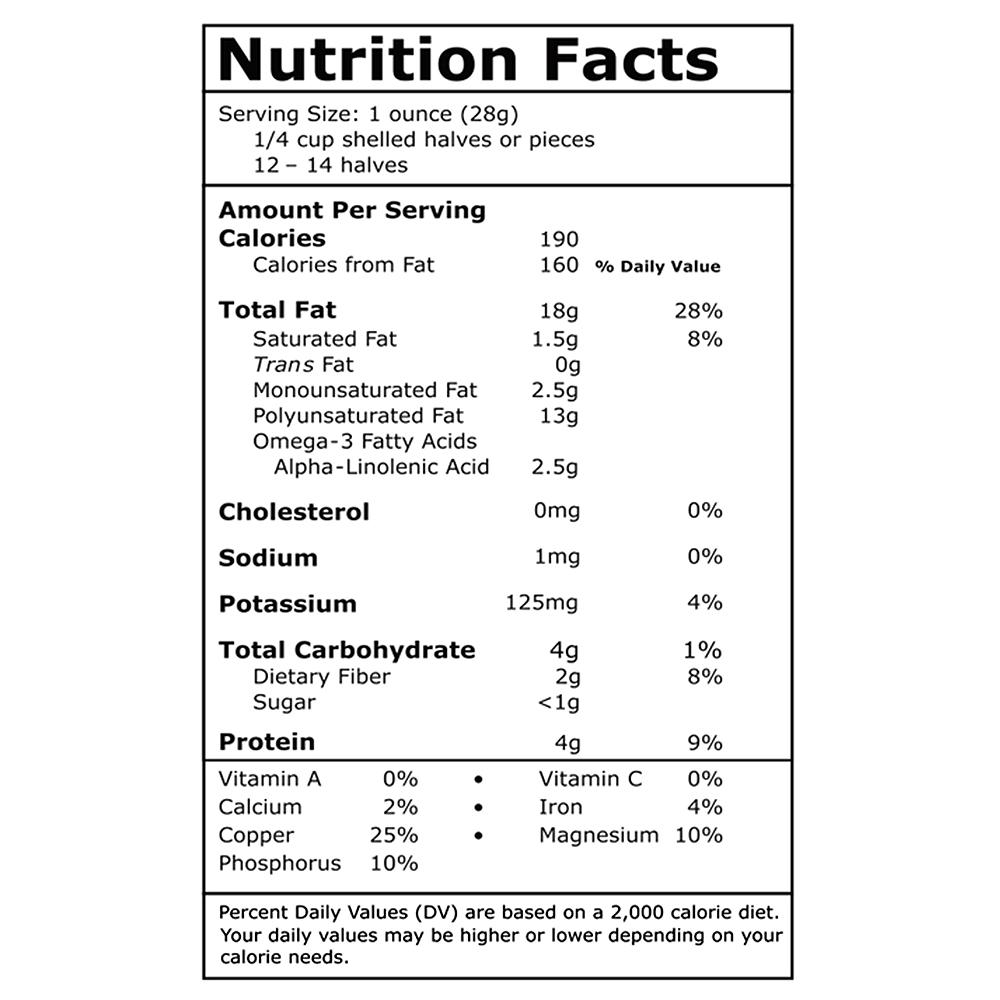 Nutrition Facts
Serving Size: 1 ounce (28g)
1/4 cup shelled halves or pieces
12 – 14 halves
Amount Per Serving
Calories 190
Calories from Fat 160 % Daily Value
Total Fat 18g 28%
Saturated Fat 1.5g 8%
Trans Fat 0g
Monounsaturated Fat 2.5g
Polyunsaturated Fat 13g
Omega-3 Fatty Acids
Alpha-Linolenic Acid 2.5g
Cholesterol 0mg 0%
Sodium 1mg 0%
Potassium 125mg 4%
Total Carbohydrate 4g 1%
Dietary Fiber 2g 8%
Sugar <1g
Protein 4g 9%
Vitamin A 0% • Vitamin C 0%
Calcium 2% • Iron 4%
Copper 25% • Magnesium 10%
Phosphorus 10%
Percent Daily Values (DV) are based on a 2,000 calorie diet.
Your daily values may be higher or lower depending on your
calorie needs.